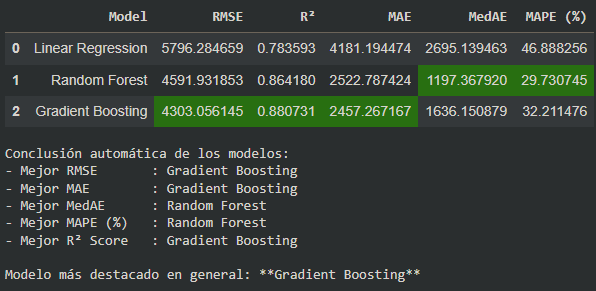 Model RMSE R² MAE MedAE MAPE (%)
0 Linear Regression 5796.284659 0.783593 4181.194474 2695.139463 46.888256
1 Random Forest 4591.931853 0.864180 2522.787424 1197.367920 29.730745
2 Gradient Boosting 4303.056145 0.880731 2457.267167 1636.150879 32.211476
Conclusión automática de los modelos:
- Mejor RMSE : Gradient Boosting
- Mejor MAE : Gradient Boosting
- Mejor MedAE : Random Forest
- Mejor MAPE (%) : Random Forest
- Mejor R² Score : Gradient Boosting
Modelo más destacado en general: **Gradient Boosting**